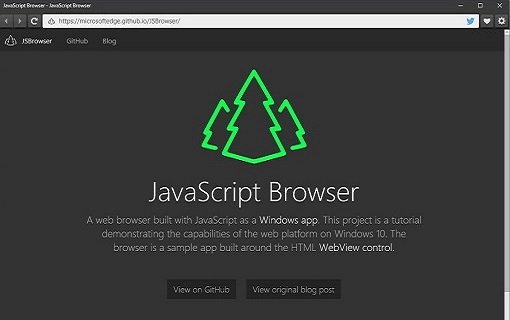 JavaScript Browser - JavaScript Browser
https://microsoftedge.github.io/JSBrowser/
JSBrowser GitHub Blog
JavaScript Browser
A web browser built with JavaScript as a Windows app. This project is a tutorial
demonstrating the capabilities of the web platform on Windows 10. The
browser is a sample app built around the HTML WebView control.
View on GitHub View original blog post